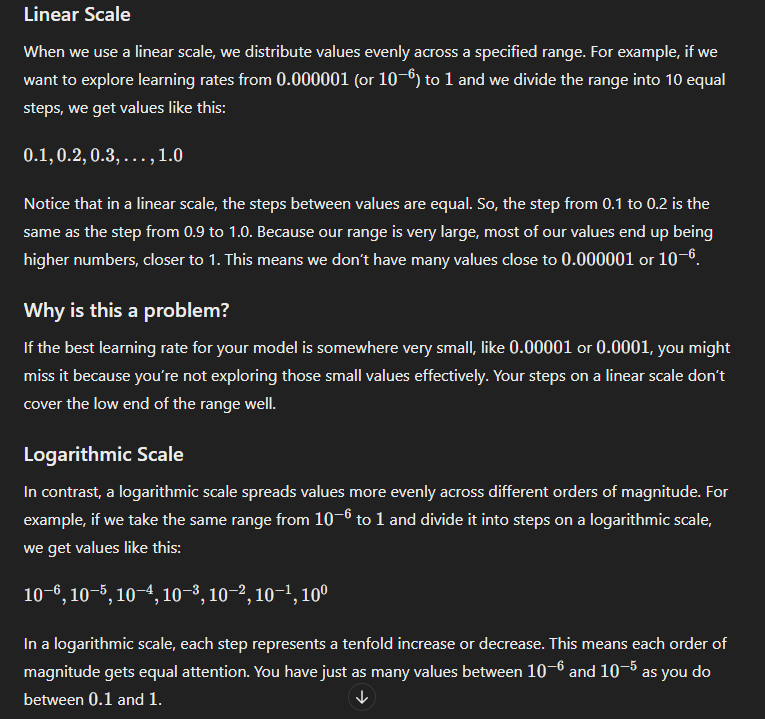 Linear Scale
When we use a linear scale, we distribute values evenly across a specified range. For example, if we
want to explore learning rates from 0.000001 (or 10⁻⁶) to 1 and we divide the range into 10 equal
steps, we get values like this:
0.1, 0.2, 0.3, . . . , 1.0
Notice that in a linear scale, the steps between values are equal. So, the step from 0.1 to 0.2 is the
same as the step from 0.9 to 1.0. Because our range is very large, most of our values end up being
higher numbers, closer to 1. This means we don’t have many values close to 0.000001 or 10⁻⁶.
Why is this a problem?
If the best learning rate for your model is somewhere very small, like 0.00001 or 0.0001, you might
miss it because you’re not exploring those small values effectively. Your steps on a linear scale don’t
cover the low end of the range well.
Logarithmic Scale
In contrast, a logarithmic scale spreads values more evenly across different orders of magnitude. For
example, if we take the same range from 10⁻⁶ to 1 and divide it into steps on a logarithmic scale,
we get values like this:
10⁻⁶, 10⁻⁵, 10⁻⁴, 10⁻³, 10⁻², 10⁻¹, 10⁰
In a logarithmic scale, each step represents a tenfold increase or decrease. This means each order of
magnitude gets equal attention. You have just as many values between 10⁻⁶ and 10⁻⁵ as you do
between 0.1 and 1.